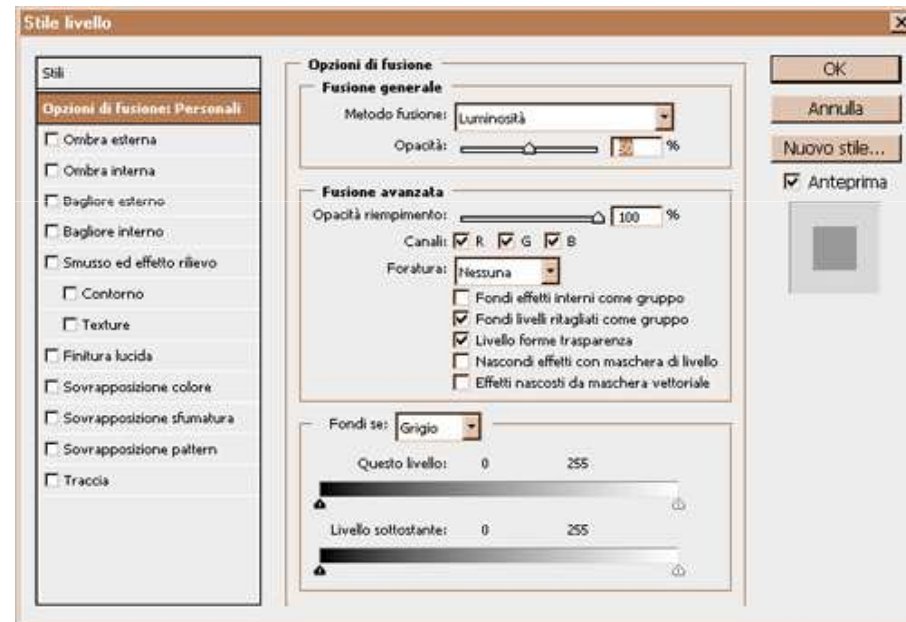 Stile livello
Stili
Opzioni di fusione: Personali
Ombra esterna
Ombra interna
Bagliore esterno
Bagliore interno
Smusso ed effetto rilievo
Contorno
Texture
Finitura lucida
Sovrapposizione colore
Sovrapposizione sfumatura
Sovrapposizione pattern
Traccia
Opzioni di fusione
Fusione generale
Metodo fusione: Luminosità
Opacità: %
Fusione avanzata
Opacità riempimento: 100 %
Canali: R G B
Foratura: Nessuna
Fondi effetti interni come gruppo
Fondi livelli ritagliati come gruppo
Livello forme trasparenza
Nascondi effetti con maschera di livello
Effetti nascosti da maschera vettoriale
Fondi se: Grigio
Questo livello: 0 255
Livello sottostante: 0 255
OK
Annulla
Nuovo stile...
Anteprima